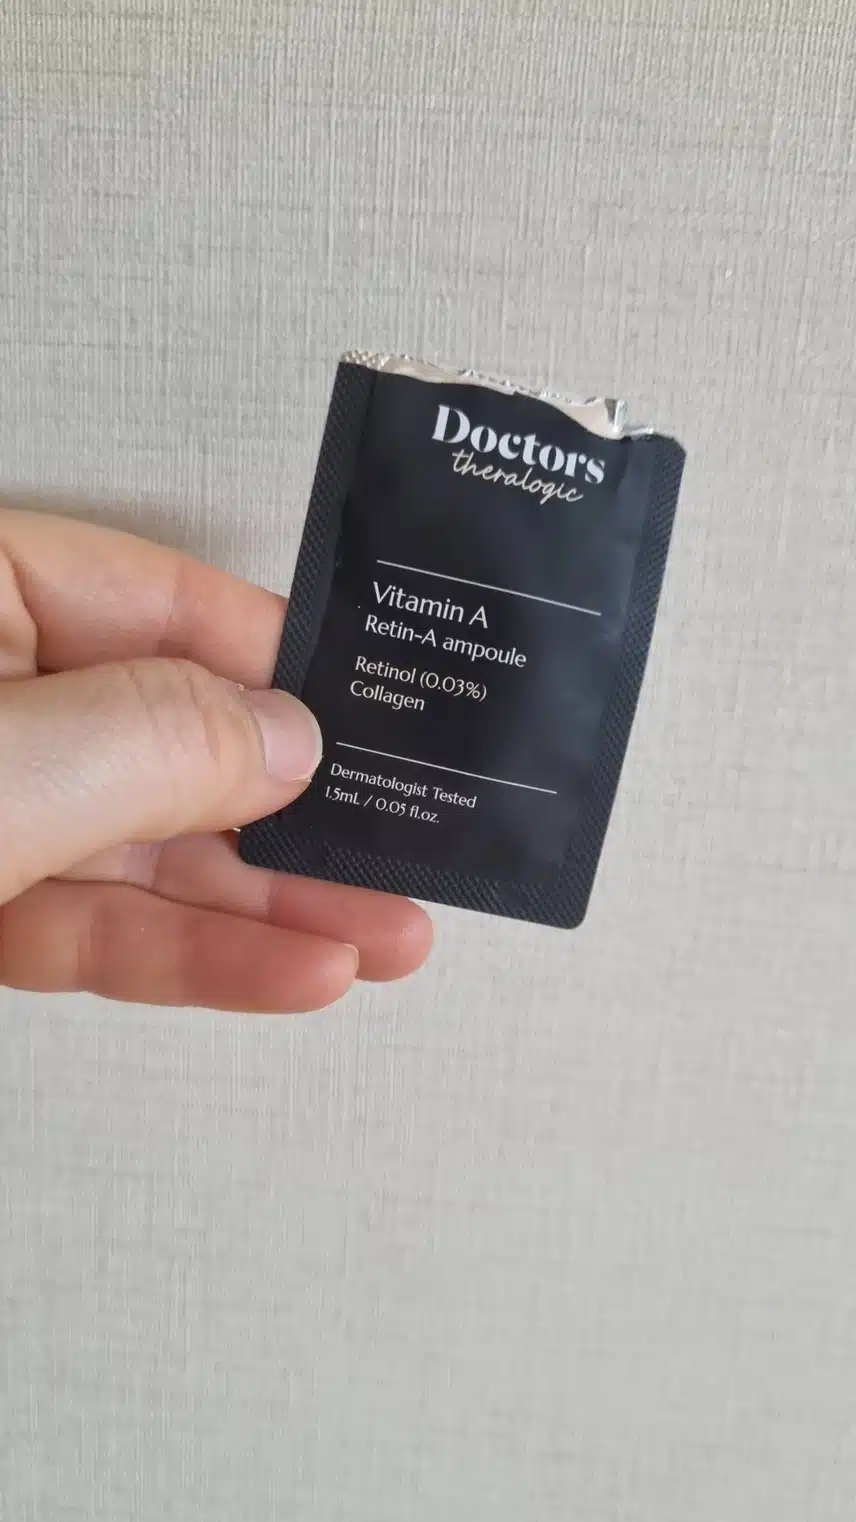 Doctors
theralogic
Vitamin A
Retin-A ampoule
Retinol (0.03%)
Collagen
Dermatologist Tested
1.5mL / 0.05 fl.oz.